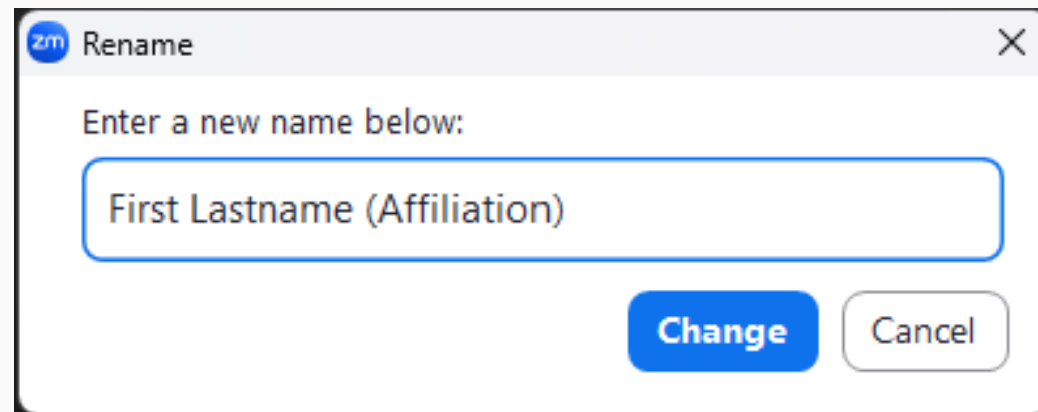 zm Rename
Enter a new name below:
First Lastname (Affiliation)
Change Cancel